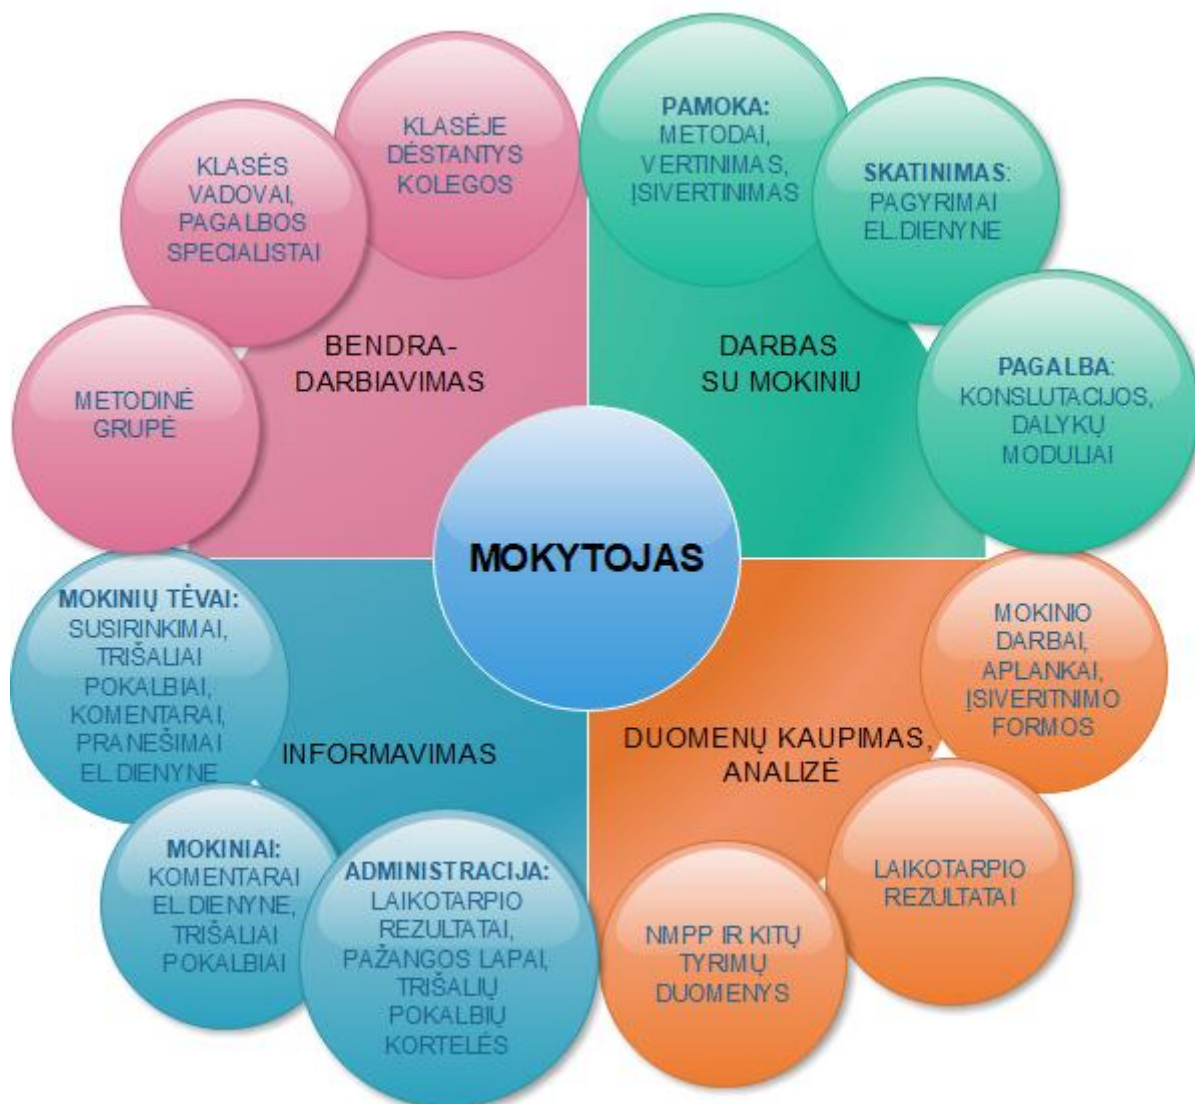 KLASĖJE
DĖSTANTYS
KOLEGOS
KLASĖS
VADOVAI,
PAGALBOS
SPECIALISTAI
METODINĖ
GRUPĖ
BENDRA-
DARBIAVIMAS
PAMOKA:
METODAI,
VERTINIMAS,
ĮSIVERTINIMAS
SKATINIMAS:
PAGYRIMAI
EL.DIENYNE
PAGALBA:
KONSLUTACIJOS,
DALYKŲ
MODULIAI
DARBAS
SU MOKINIU
MOKYTOJAS
MOKINIŲ TĖVAI:
SUSIRINKIMAI,
TRIŠALIAI
POKALBIAI,
KOMENTARAI,
PRANEŠIMAI
EL.DIENYNE
INFORMAVIMAS
MOKINIAI:
KOMENTARAI
EL.DIENYNE,
TRIŠALIAI
POKALBIAI
ADMINISTRACIJA:
LAIKOTARPIO
REZULTATAI,
PAŽANGOS LAPAI,
TRIŠALIŲ
POKALBIŲ
KORTELĖS
DUOMENŲ KAUPIMAS,
ANALIZĖ
MOKINIO
DARBAI,
APLANKAI,
ĮSIVERITNIMO
FORMOS
LAIKOTARPIO
REZULTATAI
NMPP IR KITŲ
TYRIMŲ
DUOMENYS